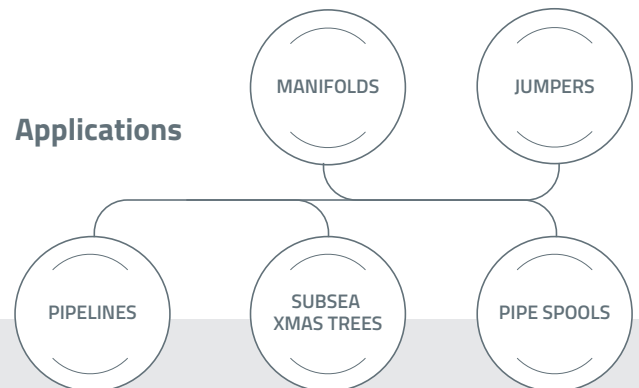 MANIFOLDS
JUMPERS
Applications
PIPELINES
SUBSEA
XMAS TREES
PIPE SPOOLS